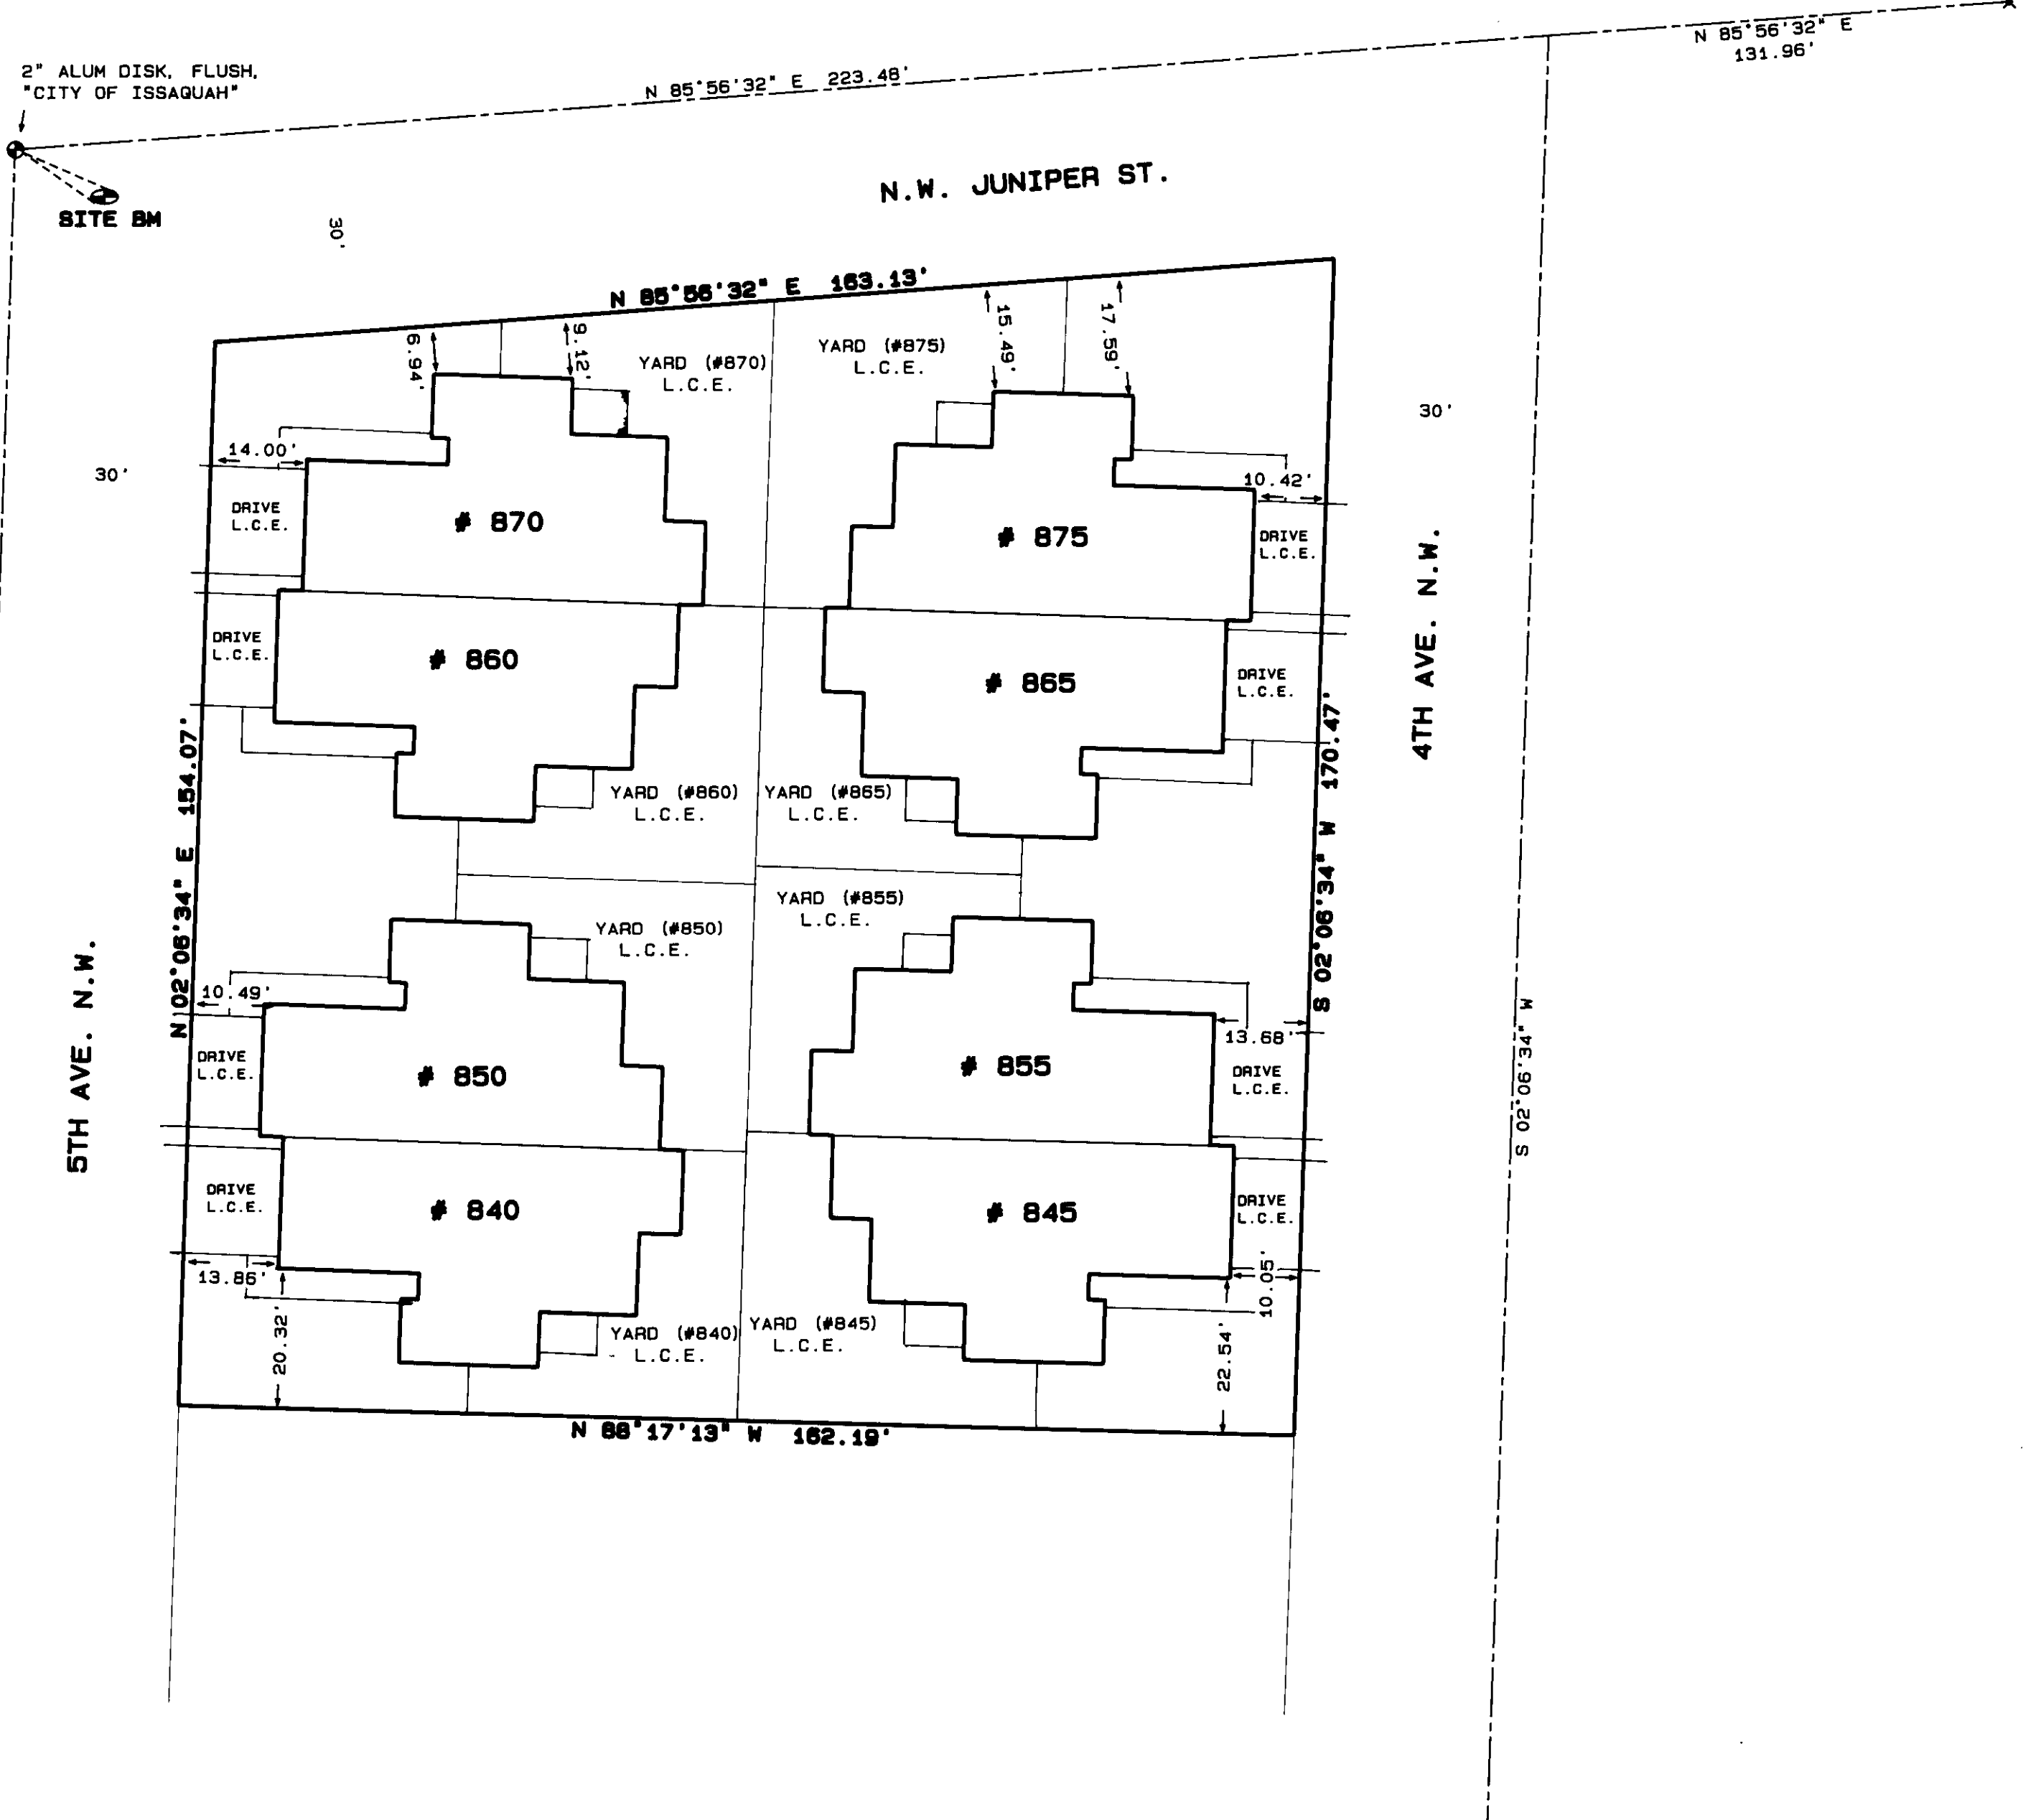 N 85°56'32" E
131.96'
2" ALUM DISK, FLUSH,
"CITY OF ISSAQUAH"
N 85°56'32" E 223.48'
SITE BM
30'
N.W. JUNIPER ST.
N 85°56'32" E 163.13'
6.94'
9.12'
YARD (#870)
L.C.E.
YARD (#875)
L.C.E.
15.49'
17.59'
30'
30'
14.00'
10.42'
DRIVE
L.C.E.
# 870
# 875
DRIVE
L.C.E.
4TH AVE. N.W.
DRIVE
L.C.E.
# 860
# 865
DRIVE
L.C.E.
N 02°06'34" E 154.07'
S 02°06'34" W 170.47'
YARD (#860)
L.C.E.
YARD (#865)
L.C.E.
YARD (#855)
L.C.E.
YARD (#850)
L.C.E.
5TH AVE. N.W.
10.49'
13.68'
S 02°06'34" W
DRIVE
L.C.E.
# 850
# 855
DRIVE
L.C.E.
DRIVE
L.C.E.
# 840
# 845
DRIVE
L.C.E.
13.86'
10.05'
20.32'
22.54'
YARD (#840)
L.C.E.
YARD (#845)
L.C.E.
N 88°17'13" W 162.19'